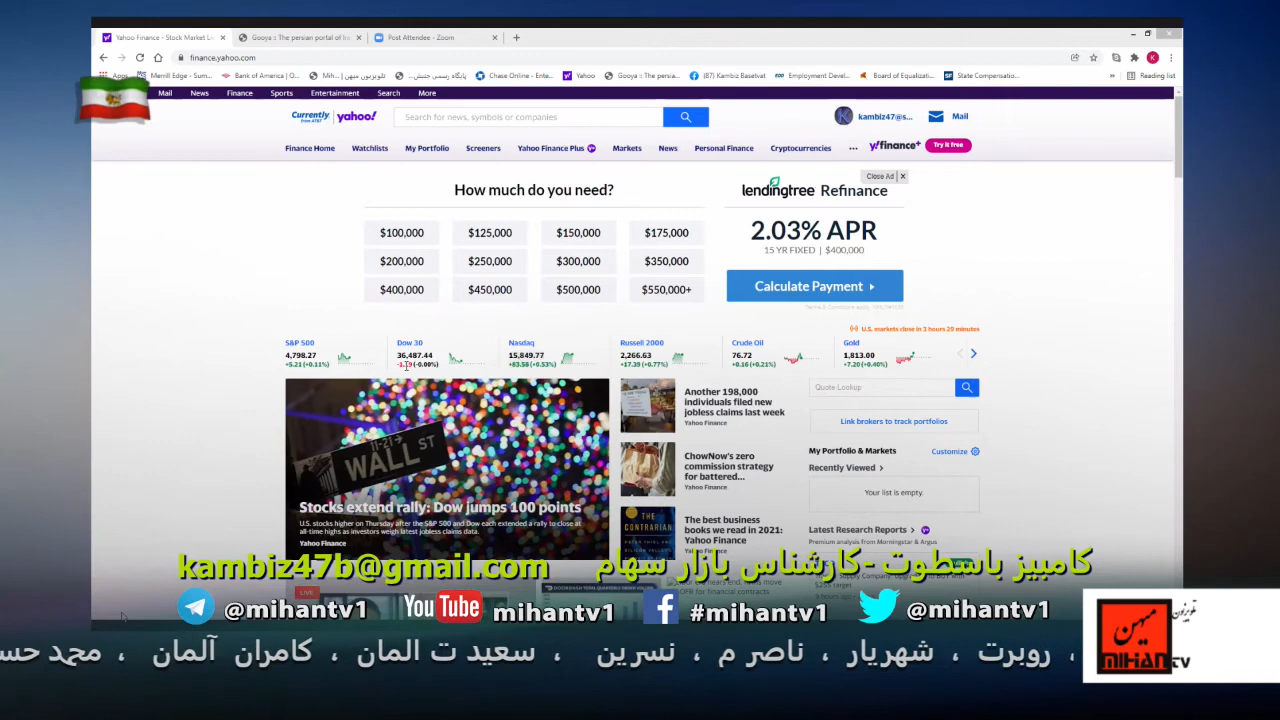 Yahoo Finance - Stock Market Li
Gooya :: The persian portal of Ira
Post Attendee - Zoom
finance.yahoo.com
Apps
Merrill Edge - Sum...
Bank of America | O...
Mih... | تلویزیون میهن
پایگاه رسمی جنبش...
Chase Online - Ente...
Yahoo
Gooya :: The persia...
(87) Kambiz Basetvat
Employment Devel...
Board of Equalizati...
State Compensatio...
»
Reading list
Mail News Finance Sports Entertainment Search More
Currently
from AT&T
yahoo!
Search for news, symbols or companies
kambiz47@s...
Mail
Finance Home Watchlists My Portfolio Screeners Yahoo Finance Plus Markets News Personal Finance Cryptocurrencies ...
y!finance+
Try it free
Close Ad X
How much do you need?
lendingtree Refinance
$100,000 $125,000 $150,000 $175,000
$200,000 $250,000 $300,000 $350,000
$400,000 $450,000 $500,000 $550,000+
2.03% APR
15 YR FIXED | $400,000
Calculate Payment
U.S. markets close in 3 hours 29 minutes
S&P 500 Dow 30 Nasdaq Russell 2000 Crude Oil Gold
4,798.27 36,487.44 15,849.77 2,266.63 76.72 1,813.00
+5.21 (+0.11%) (-0.00%) +83.56 (+0.53%) +17.39 (+0.77%) +0.16 (+0.21%) +7.20 (+0.40%)
WALL ST
Stocks extend rally: Dow jumps 100 points
U.S. stocks higher on Thursday after the S&P 500 and Dow each extended a rally to close at
all-time highs as investors weigh latest jobless claims data.
Yahoo Finance
Another 198,000
individuals filed new
jobless claims last week
Yahoo Finance
ChowNow's zero
commission strategy
for battered...
Yahoo Finance
THE
CONTRARIAN
The best business
books we read in 2021:
Yahoo Finance
Yahoo Finance
Quote Lookup
Link brokers to track portfolios
My Portfolio & Markets
Customize
Recently Viewed
Your list is empty.
Latest Research Reports
Premium analysis from Morningstar & Argus
LIVE
kambiz47b@gmail.com
کامبیز باسطوت-کارشناس بازار سهام
@mihantv1
YouTube mihantv1
#mihantv1
@mihantv1
، روبرت ، شهریار ، ناصر م ، نسرین ، سعید ت المان ، کامران آلمان ، محمد حس
تلویزیون
میهن
MIHAN tv